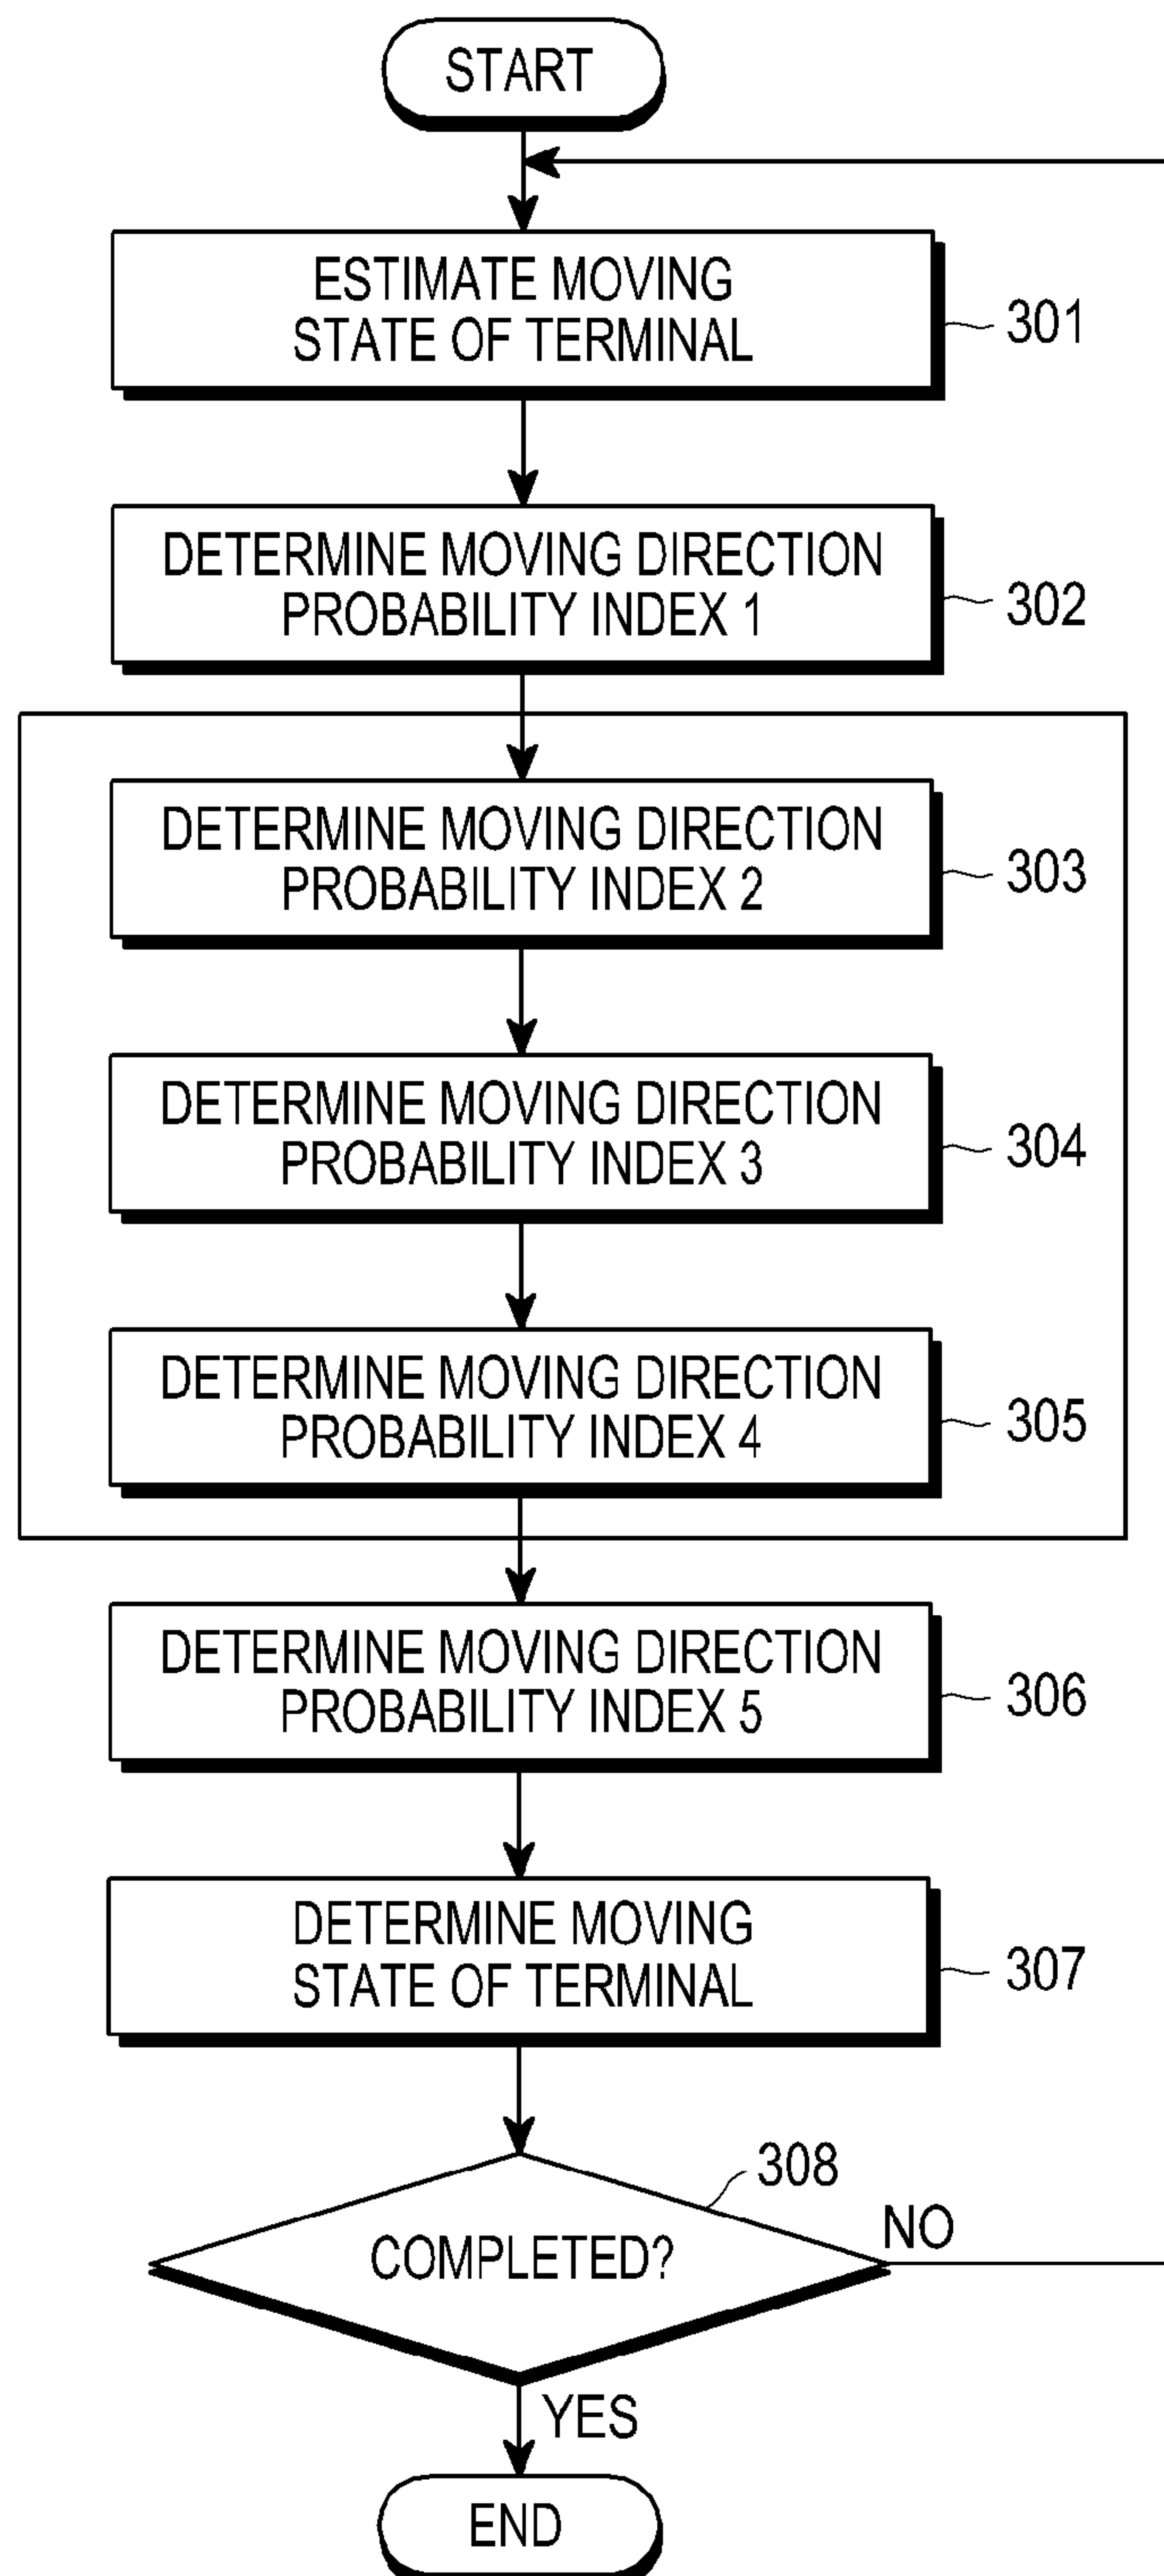 START
ESTIMATE MOVING
STATE OF TERMINAL
301
DETERMINE MOVING DIRECTION
PROBABILITY INDEX 1
302
DETERMINE MOVING DIRECTION
PROBABILITY INDEX 2
303
DETERMINE MOVING DIRECTION
PROBABILITY INDEX 3
304
DETERMINE MOVING DIRECTION
PROBABILITY INDEX 4
305
DETERMINE MOVING DIRECTION
PROBABILITY INDEX 5
306
DETERMINE MOVING
STATE OF TERMINAL
307
308
COMPLETED?
NO
YES
END